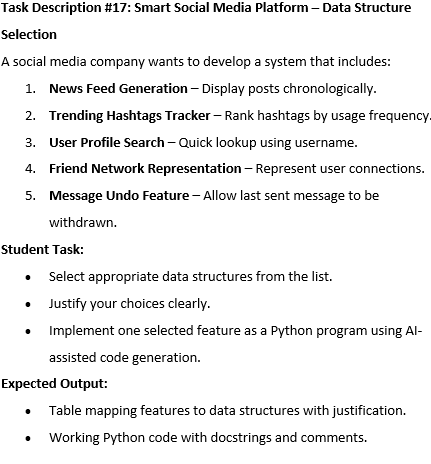 Task Description #17: Smart Social Media Platform – Data Structure
Selection
A social media company wants to develop a system that includes:
1. News Feed Generation – Display posts chronologically.
2. Trending Hashtags Tracker – Rank hashtags by usage frequency.
3. User Profile Search – Quick lookup using username.
4. Friend Network Representation – Represent user connections.
5. Message Undo Feature – Allow last sent message to be
withdrawn.
Student Task:
• Select appropriate data structures from the list.
• Justify your choices clearly.
• Implement one selected feature as a Python program using AI-
assisted code generation.
Expected Output:
• Table mapping features to data structures with justification.
• Working Python code with docstrings and comments.